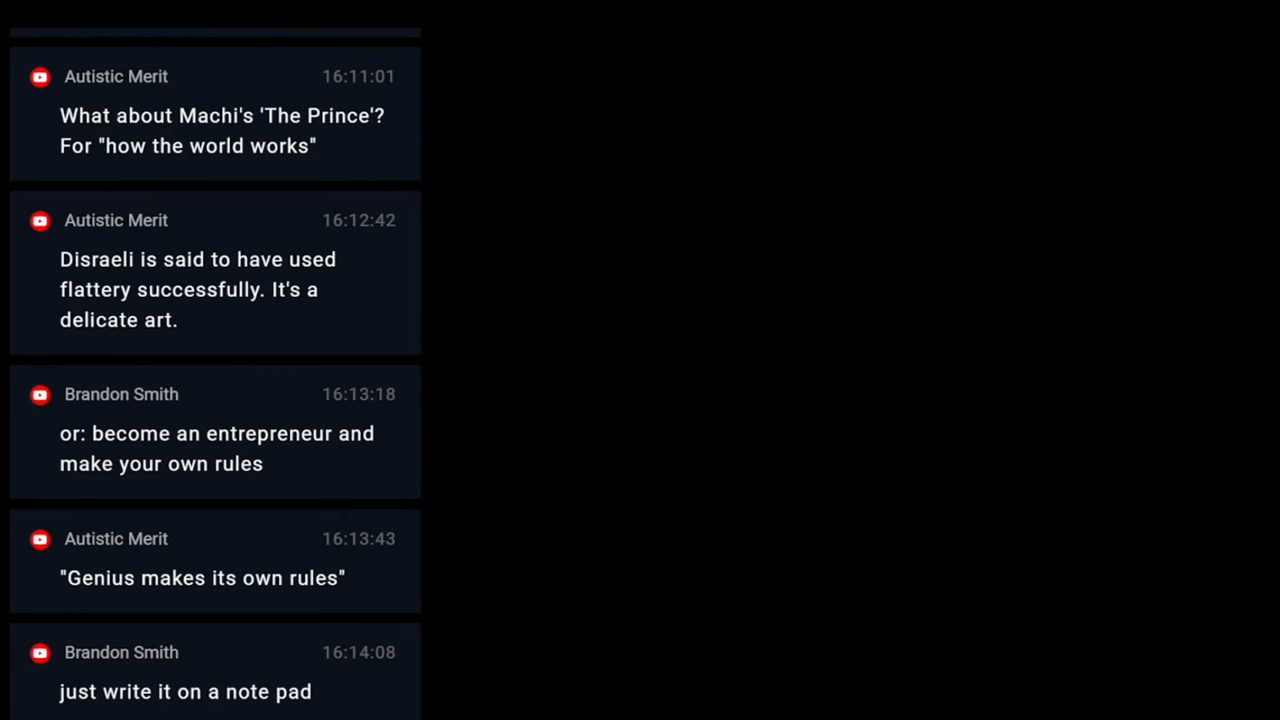 Autistic Merit 16:11:01
What about Machi's 'The Prince'?
For "how the world works"
Autistic Merit 16:12:42
Disraeli is said to have used
flattery successfully. It's a
delicate art.
Brandon Smith 16:13:18
or: become an entrepreneur and
make your own rules
Autistic Merit 16:13:43
"Genius makes its own rules"
Brandon Smith 16:14:08
just write it on a note pad